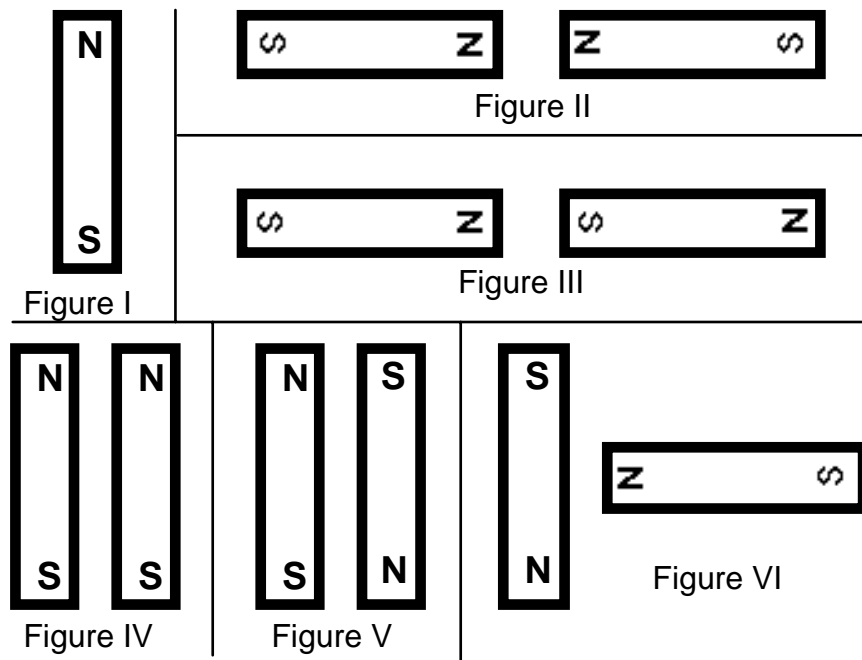 N
S
Figure I
S N N S
Figure II
S N S N
Figure III
N N
S S
Figure IV
N S
S N
Figure V
S
N S
N
Figure VI